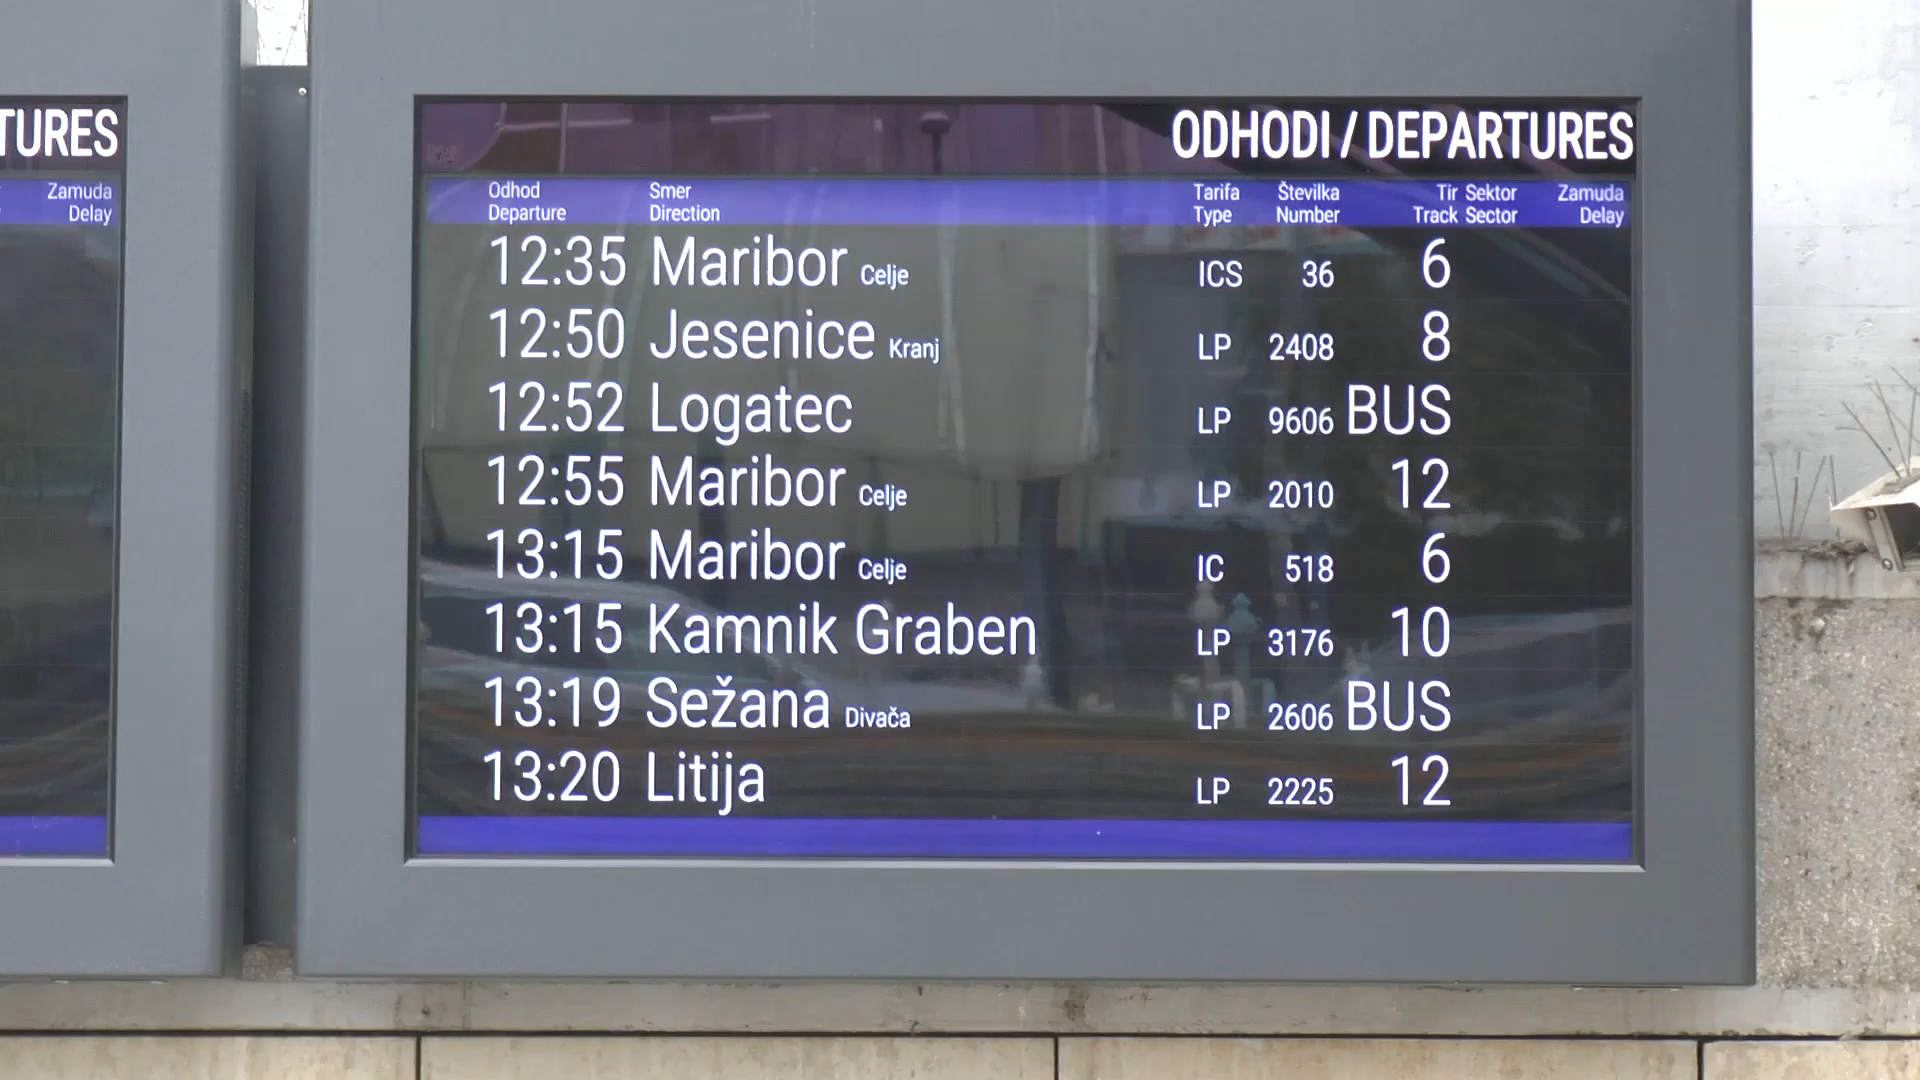 TURES
Zamuda
Delay
ODHODI / DEPARTURES
Odhod Smer Tarifa Številka Tir Sektor Zamuda
Departure Direction Type Number Track Sector Delay
12:35 Maribor Celje ICS 36 6
12:50 Jesenice Kranj LP 2408 8
12:52 Logatec LP 9606 BUS
12:55 Maribor Celje LP 2010 12
13:15 Maribor Celje IC 518 6
13:15 Kamnik Graben LP 3176 10
13:19 Sežana Divača LP 2606 BUS
13:20 Litija LP 2225 12